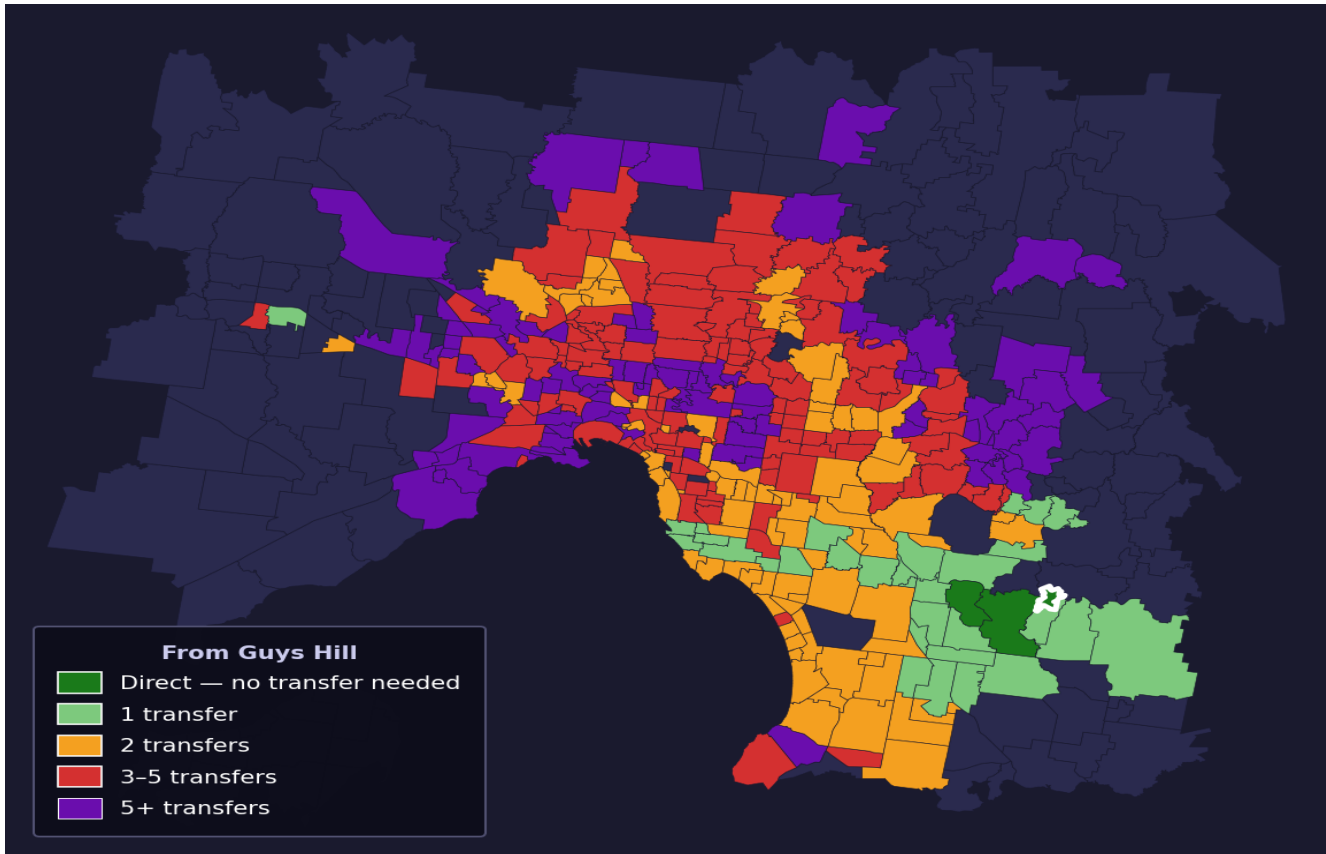 From Guys Hill
Direct — no transfer needed
1 transfer
2 transfers
3–5 transfers
5+ transfers